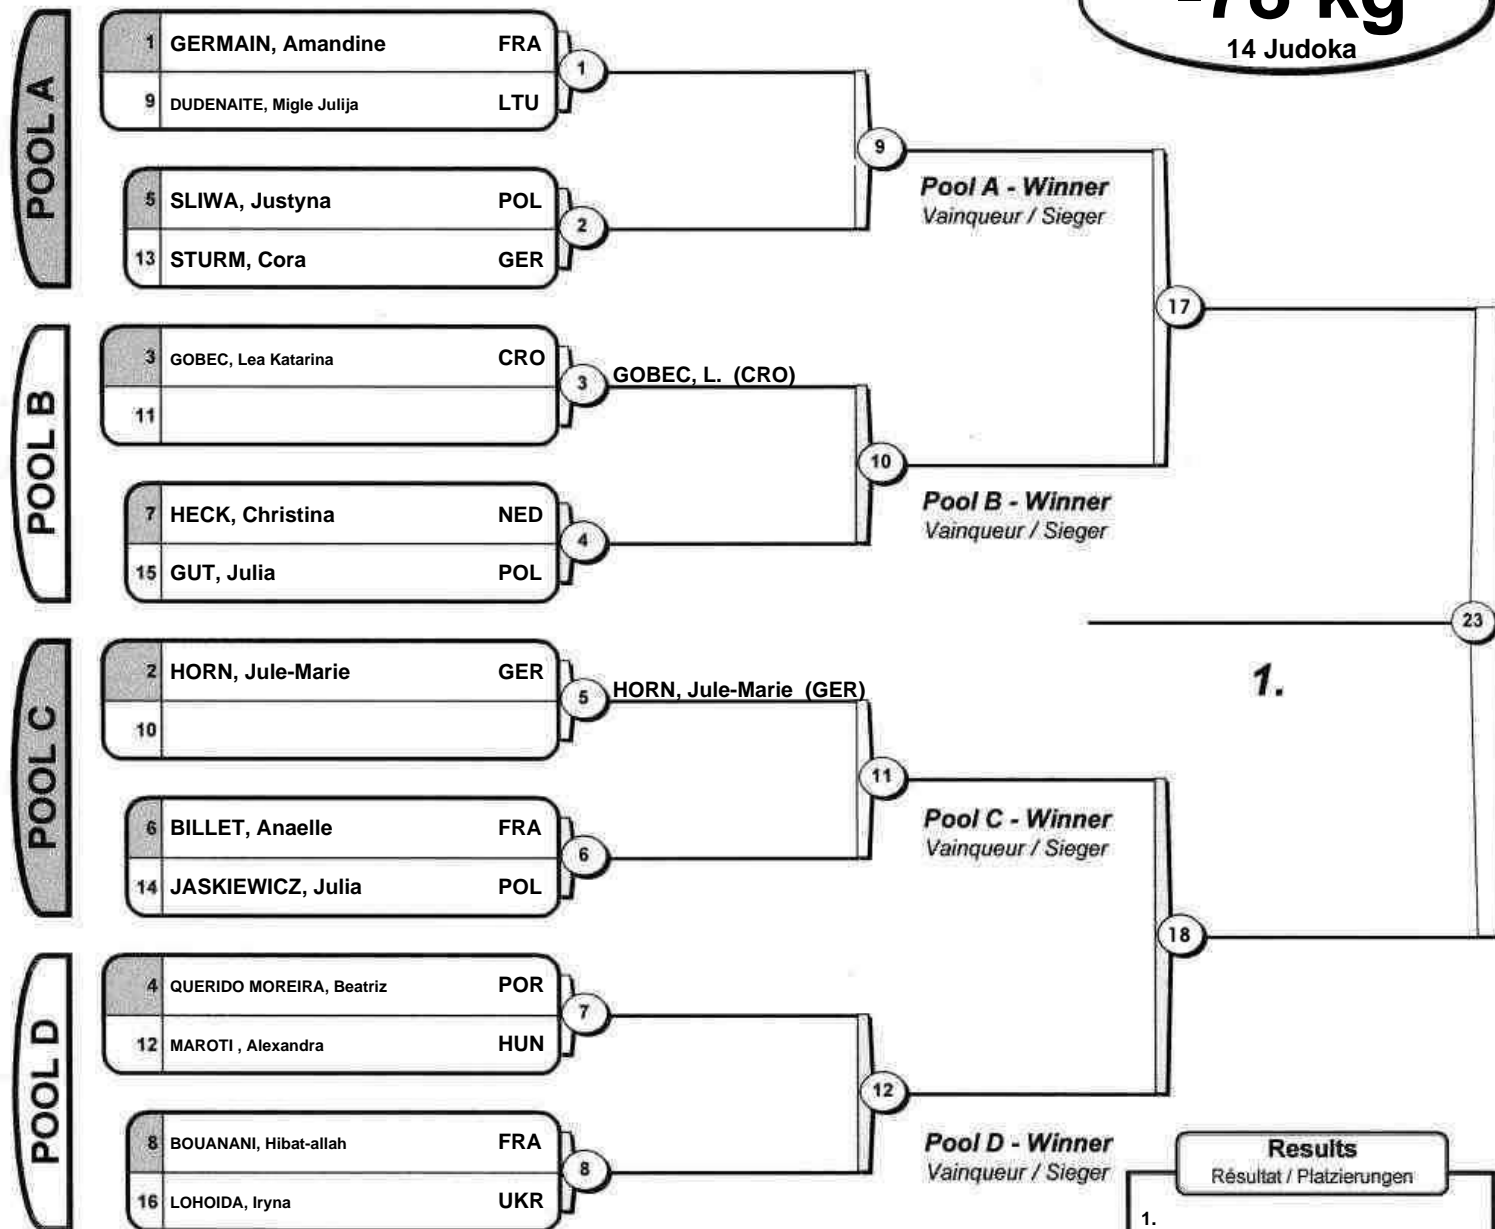 -78 kg
14 Judoka
POOL A
1 GERMAIN, Amandine FRA
9 DUDENAITE, Migle Julija LTU
1
5 SLIWA, Justyna POL
13 STURM, Cora GER
2
9
Pool A - Winner
Vainqueur / Sieger
POOL B
3 GOBEC, Lea Katarina CRO
11
3
GOBEC, L. (CRO)
7 HECK, Christina NED
15 GUT, Julia POL
4
10
Pool B - Winner
Vainqueur / Sieger
17
POOL C
2 HORN, Jule-Marie GER
10
5
HORN, Jule-Marie (GER)
6 BILLET, Anaelle FRA
14 JASKIEWICZ, Julia POL
6
11
Pool C - Winner
Vainqueur / Sieger
POOL D
4 QUERIDO MOREIRA, Beatriz POR
12 MAROTI , Alexandra HUN
7
8 BOUANANI, Hibat-allah FRA
16 LOHOIDA, Iryna UKR
8
12
Pool D - Winner
Vainqueur / Sieger
18
23
1.
Results
Résultat / Platzierungen
1.